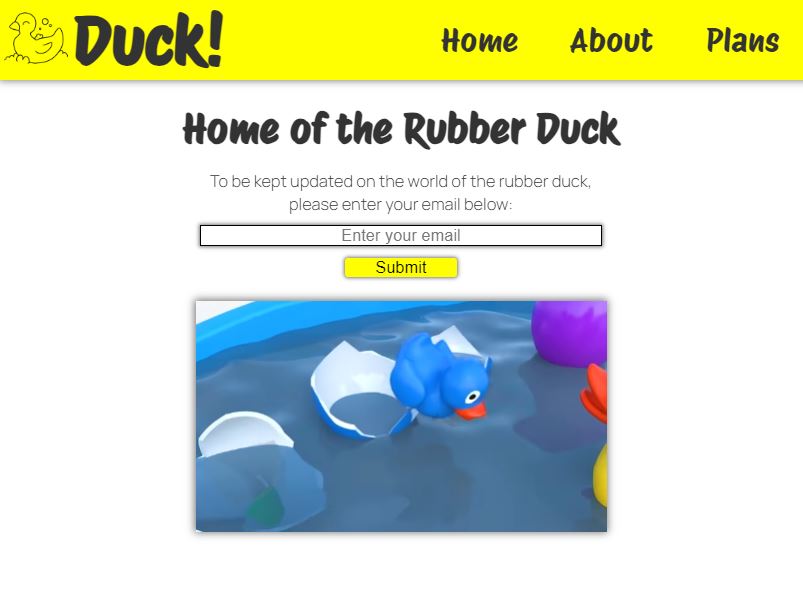 Duck!
Home
About
Plans
Home of the Rubber Duck
To be kept updated on the world of the rubber duck,
please enter your email below:
Enter your email
Submit